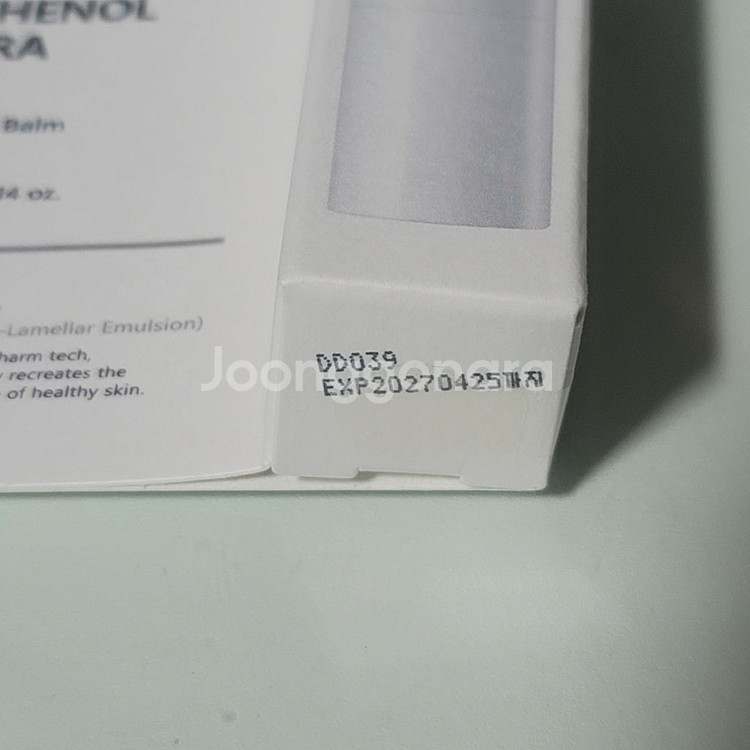 HENOL
RA
Balm
14 oz.
-Lamellar Emulsion)
harm tech,
recreates the
of healthy skin.
DD039
EXP20270425까지
Joonggonara